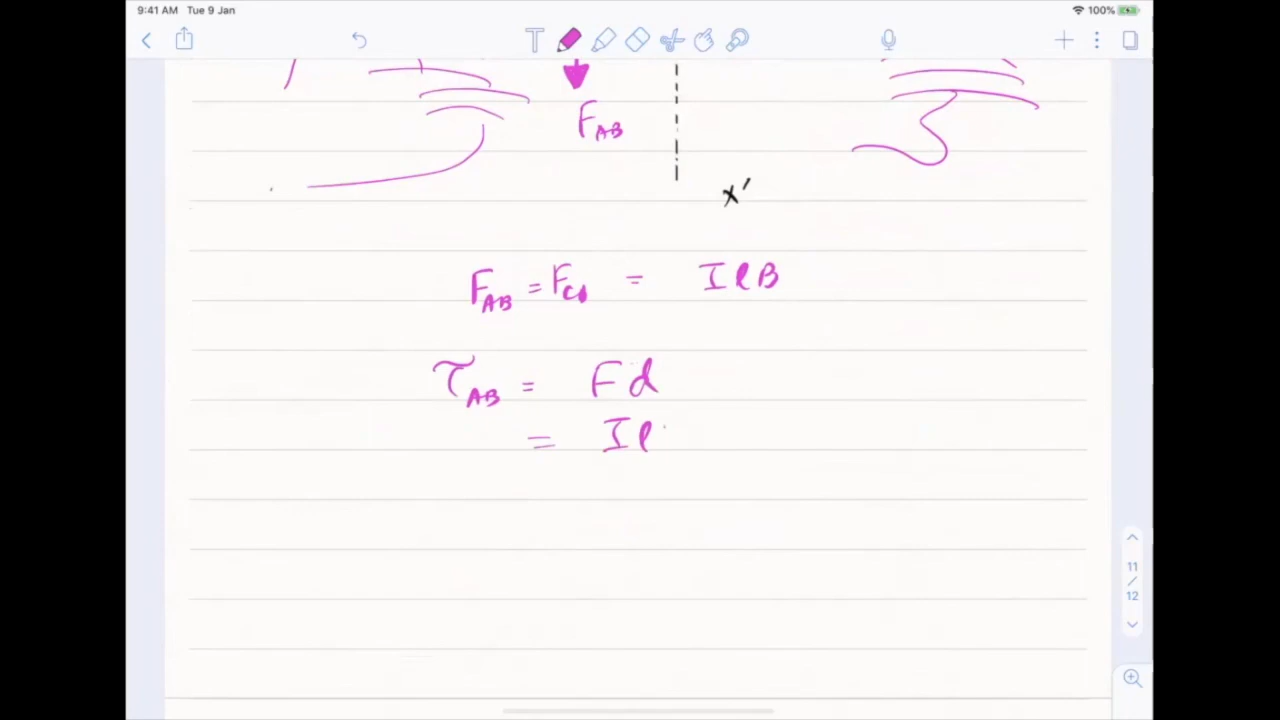 9:41 AM Tue 9 Jan
100%
T
F_AB
x'
F_AB = F_CD = IℓB
τ_AB = Fd
= Iℓ
11
/
12